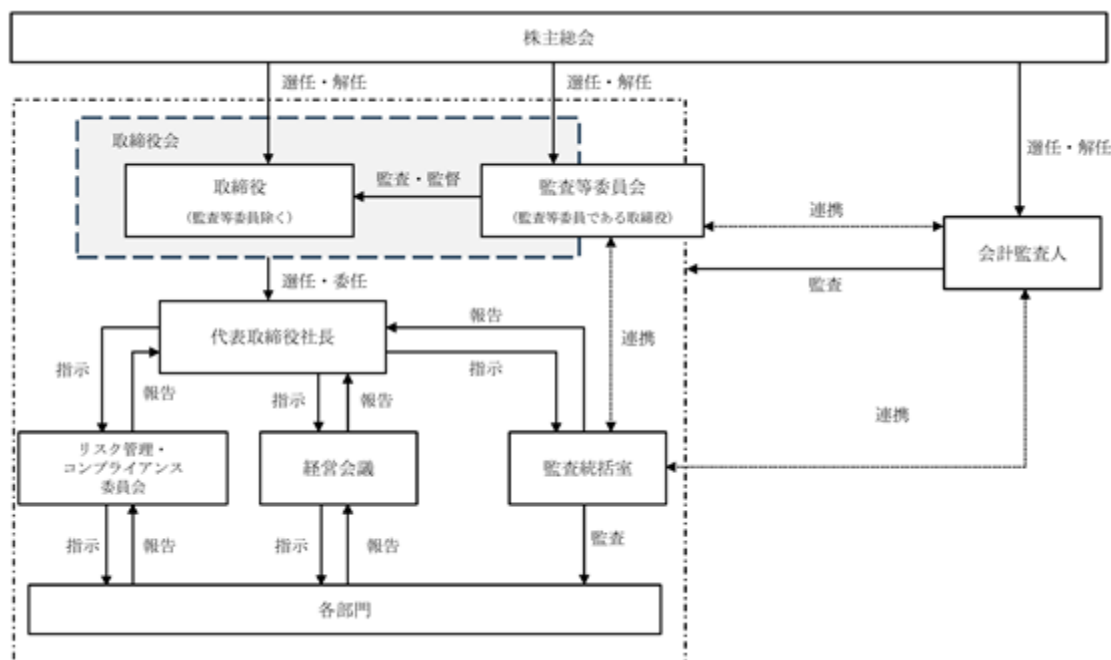 株主総会
選任・解任
選任・解任
選任・解任
取締役会
取締役
（監査等委員除く）
監査・監督
監査等委員会
（監査等委員である取締役）
連携
会計監査人
監査
選任・委任
代表取締役社長
報告
指示
連携
指示
報告
指示
報告
連携
リスク管理・
コンプライアンス
委員会
経営会議
監査統括室
指示
報告
指示
報告
監査
各部門